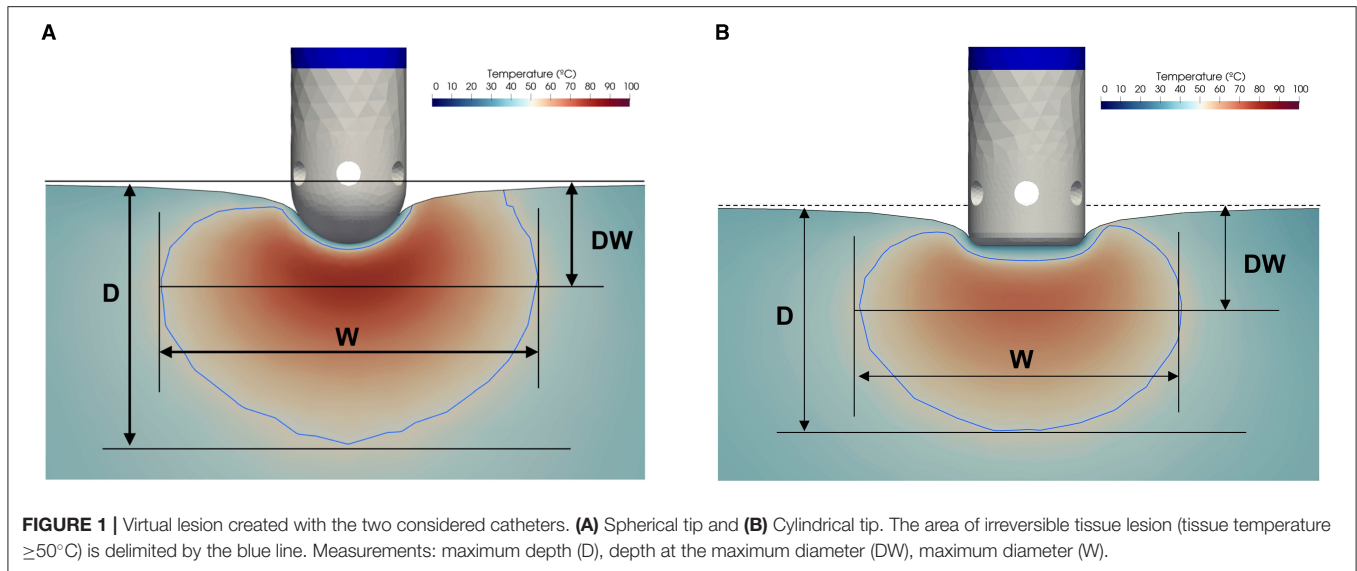 A
Temperature (ºC)
0 10 20 30 40 50 60 70 80 90 100
D
DW
W
B
Temperature (ºC)
0 10 20 30 40 50 60 70 80 90 100
D
DW
W
FIGURE 1 | Virtual lesion created with the two considered catheters. (A) Spherical tip and (B) Cylindrical tip. The area of irreversible tissue lesion (tissue temperature
≥50°C) is delimited by the blue line. Measurements: maximum depth (D), depth at the maximum diameter (DW), maximum diameter (W).